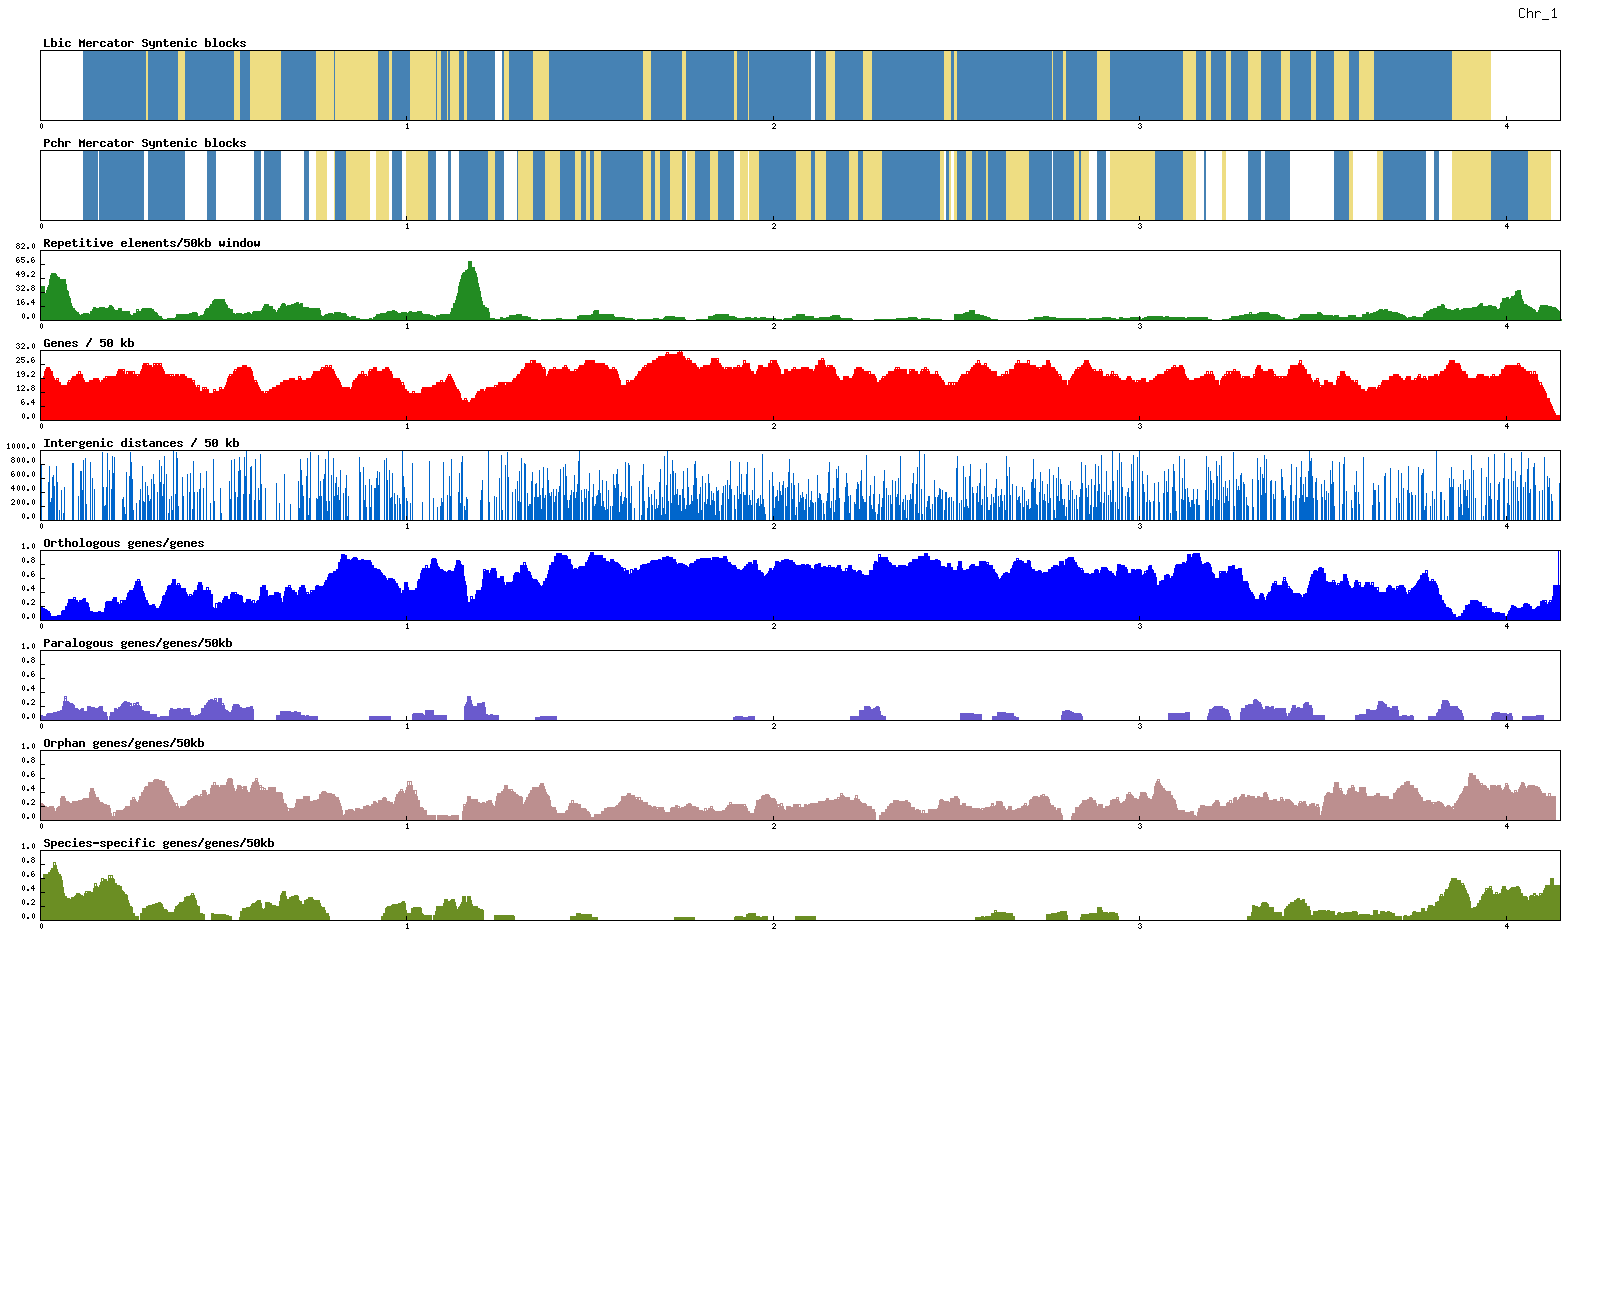 Chr_1
Lbic Mercator Syntenic blocks
0 1 2 3 4
Pchr Mercator Syntenic blocks
0 1 2 3 4
Repetitive elements/50kb window
82.0
65.6
49.2
32.8
16.4
0.0
0 1 2 3 4
Genes / 50 kb
32.0
25.6
19.2
12.8
6.4
0.0
0 1 2 3 4
Intergenic distances / 50 kb
1000.0
800.0
600.0
400.0
200.0
0.0
0 1 2 3 4
Orthologous genes/genes
1.0
0.8
0.6
0.4
0.2
0.0
0 1 2 3 4
Paralogous genes/genes/50kb
1.0
0.8
0.6
0.4
0.2
0.0
0 1 2 3 4
Orphan genes/genes/50kb
1.0
0.8
0.6
0.4
0.2
0.0
0 1 2 3 4
Species-specific genes/genes/50kb
1.0
0.8
0.6
0.4
0.2
0.0
0 1 2 3 4